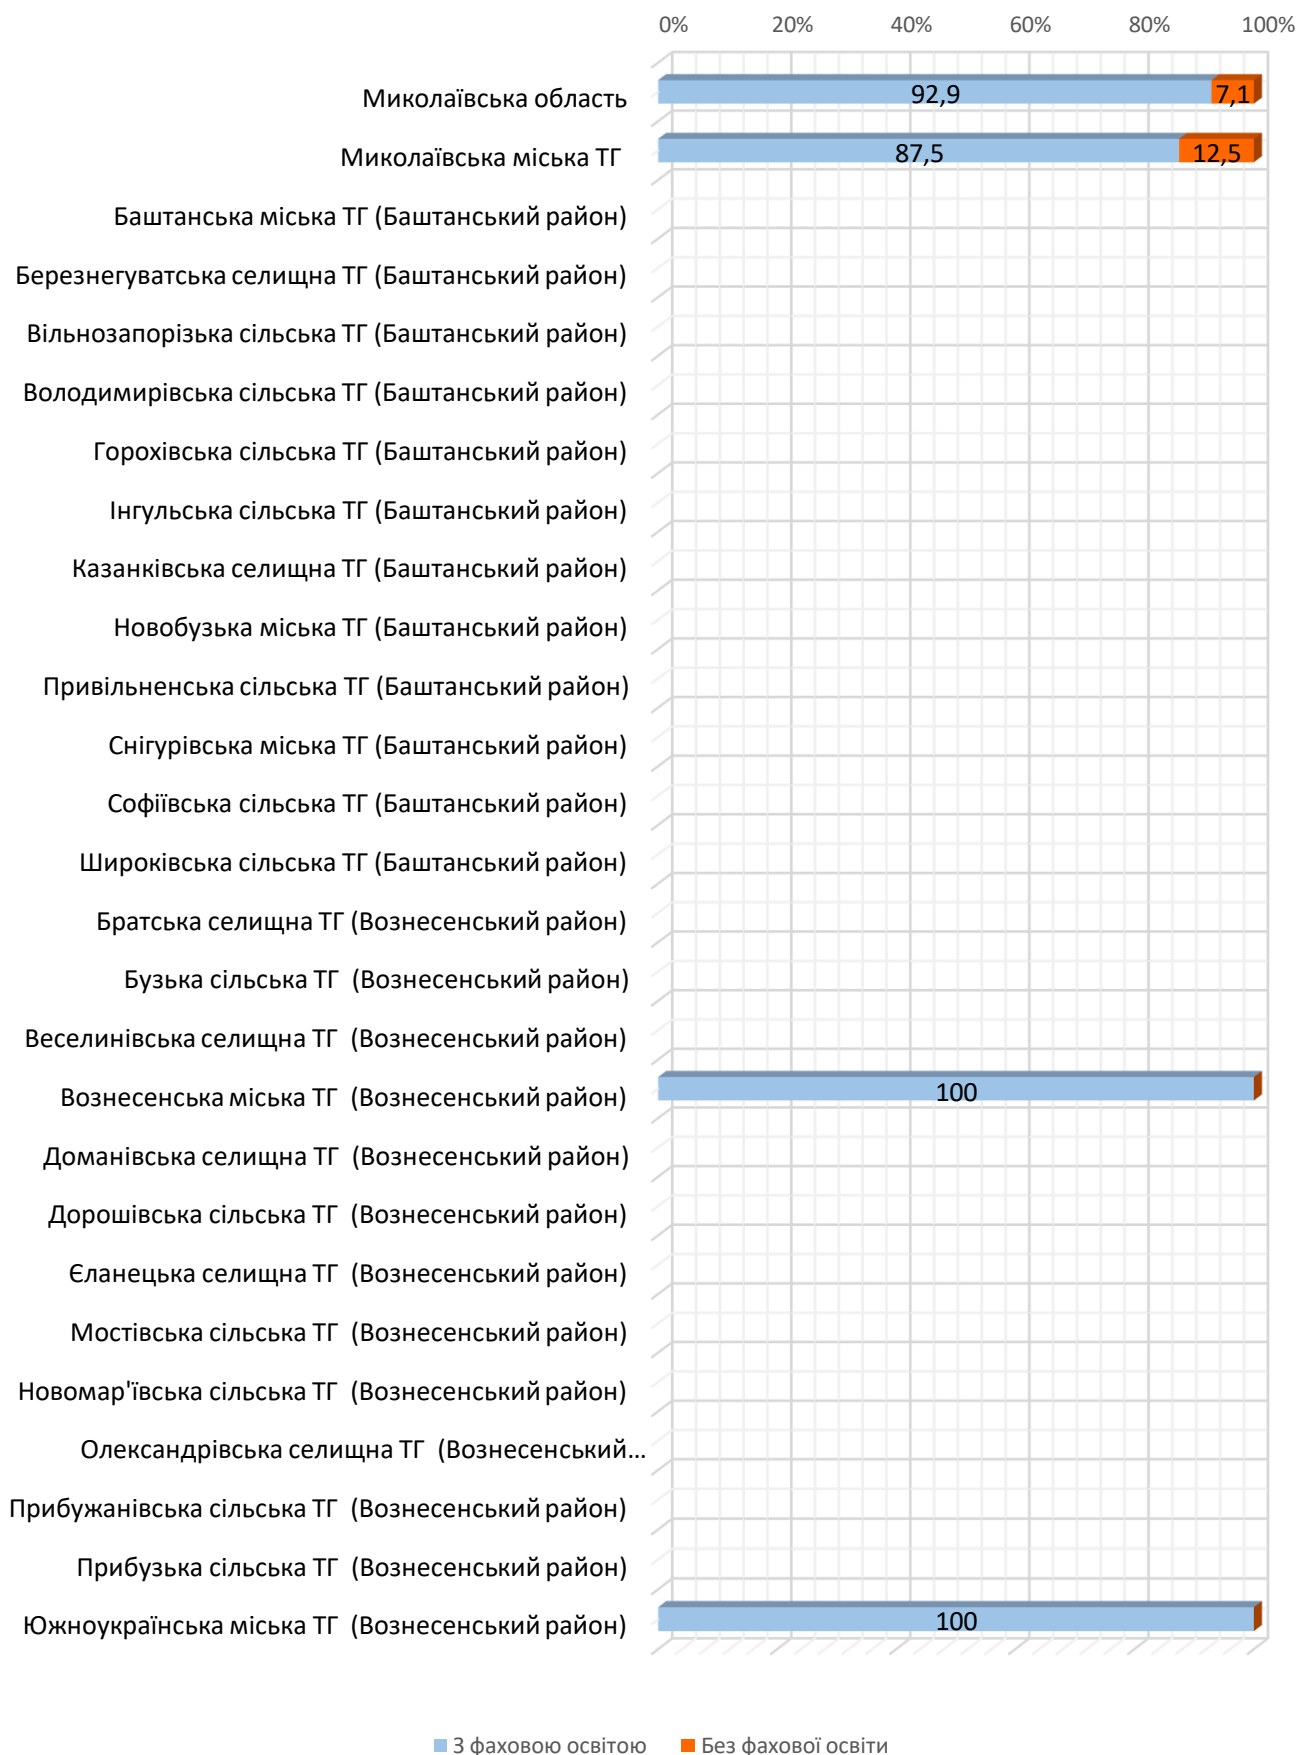 0% 20% 40% 60% 80% 100%
Миколаївська область 92,9 7,1
Миколаївська міська ТГ 87,5 12,5
Баштанська міська ТГ (Баштанський район)
Березнегуватська селищна ТГ (Баштанський район)
Вільнозапорізька сільська ТГ (Баштанський район)
Володимирівська сільська ТГ (Баштанський район)
Горохівська сільська ТГ (Баштанський район)
Інгульська сільська ТГ (Баштанський район)
Казанківська селищна ТГ (Баштанський район)
Новобузька міська ТГ (Баштанський район)
Привільненська сільська ТГ (Баштанський район)
Снігурівська міська ТГ (Баштанський район)
Софіївська сільська ТГ (Баштанський район)
Широківська сільська ТГ (Баштанський район)
Братська селищна ТГ (Вознесенський район)
Бузька сільська ТГ (Вознесенський район)
Веселинівська селищна ТГ (Вознесенський район)
Вознесенська міська ТГ (Вознесенський район) 100
Доманівська селищна ТГ (Вознесенський район)
Дорошівська сільська ТГ (Вознесенський район)
Єланецька селищна ТГ (Вознесенський район)
Мостівська сільська ТГ (Вознесенський район)
Новомар'ївська сільська ТГ (Вознесенський район)
Олександрівська селищна ТГ (Вознесенський...
Прибужанівська сільська ТГ (Вознесенський район)
Прибузька сільська ТГ (Вознесенський район)
Южноукраїнська міська ТГ (Вознесенський район) 100
З фаховою освітою Без фахової освіти